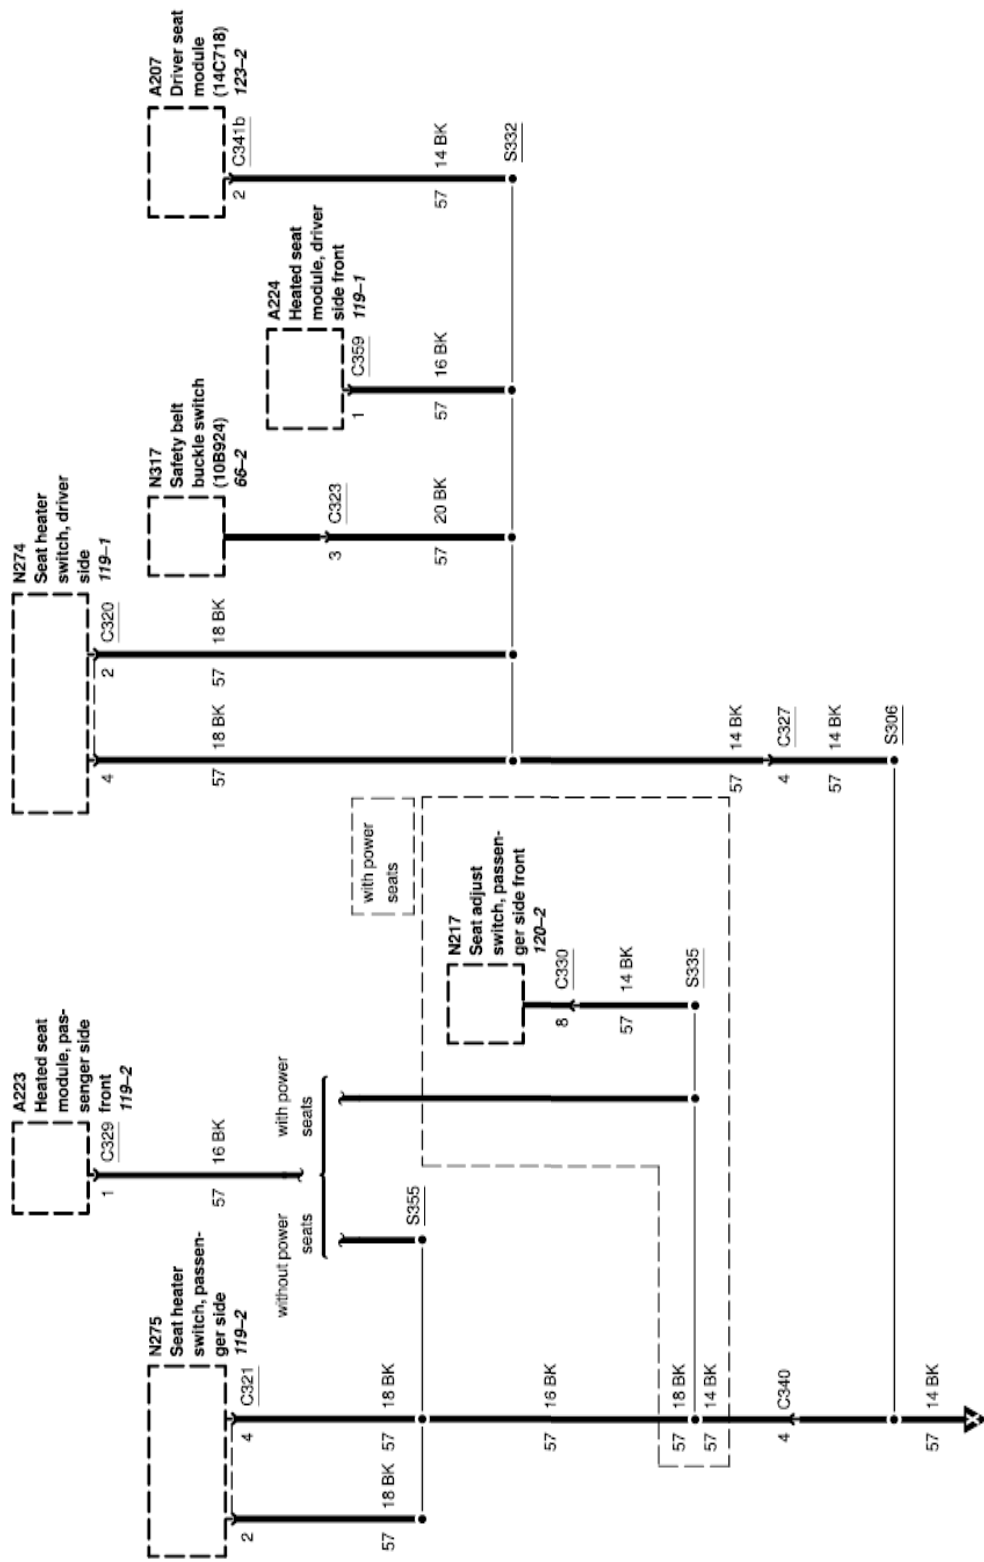 N275
Seat heater
switch, passen-
ger side
119–2
C321
4
2
18 BK
57
18 BK
57
A223
Heated seat
module, pas-
senger side
front
119–2
C329
1
16 BK
57
without power
seats
with power
seats
S355
16 BK
57
18 BK
57
14 BK
57
C340
4
14 BK
57
X
N217
Seat adjust
switch, passen-
ger side front
120–2
C330
8
14 BK
57
S335
with power
seats
N274
Seat heater
switch, driver
side
119–1
C320
4
2
18 BK
57
18 BK
57
14 BK
57
C327
4
14 BK
57
S306
N317
Safety belt
buckle switch
(10B924)
66–2
C323
3
20 BK
57
A224
Heated seat
module, driver
side front
119–1
C359
1
16 BK
57
A207
Driver seat
module
(14C718)
123–2
C341b
2
14 BK
57
S332